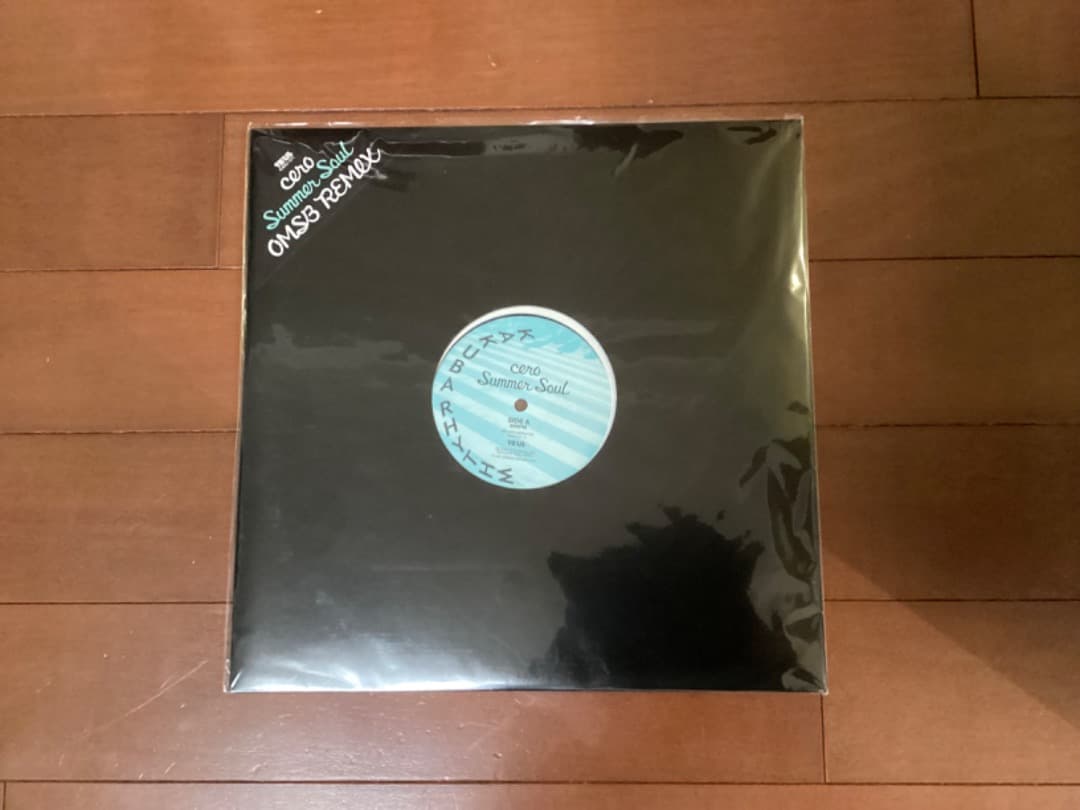 cero
Summer Soul
OMSB REMIX
KAKUBARHYTHM
cero
Summer Soul
SIDE A